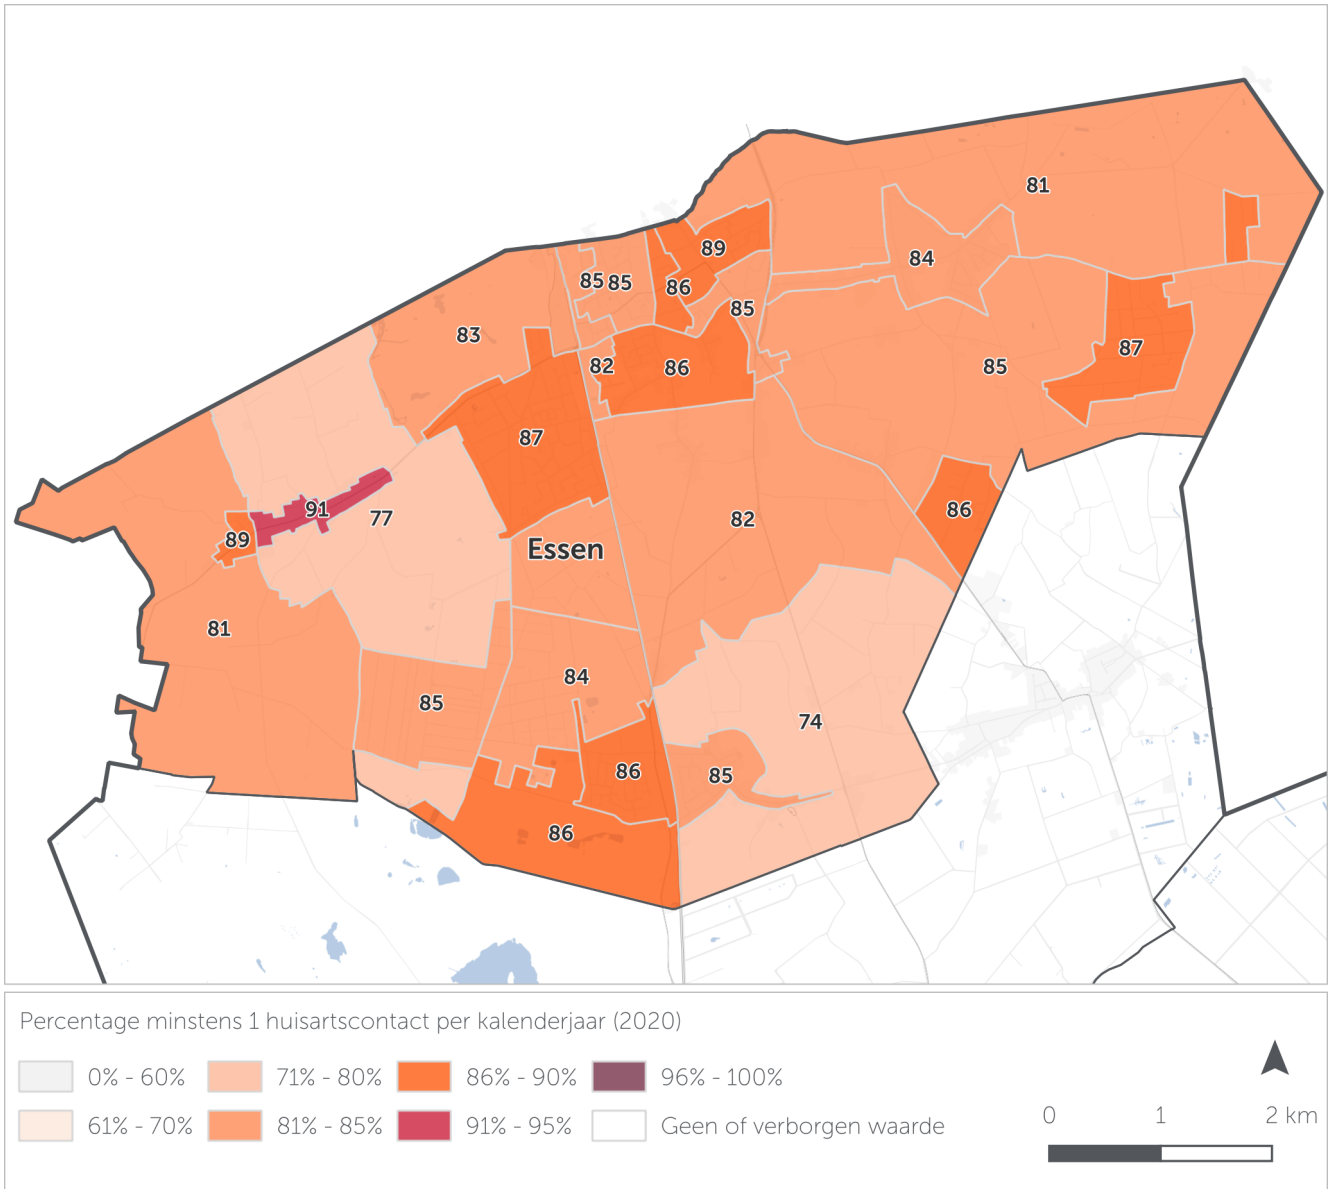 81
89
84
85
85
86
85
83
82
86
85
87
87
91
77
82
86
89
Essen
81
84
85
74
86
85
86
Percentage minstens 1 huisartscontact per kalenderjaar (2020)
0% - 60%
71% - 80%
86% - 90%
96% - 100%
61% - 70%
81% - 85%
91% - 95%
Geen of verborgen waarde
0
1
2 km